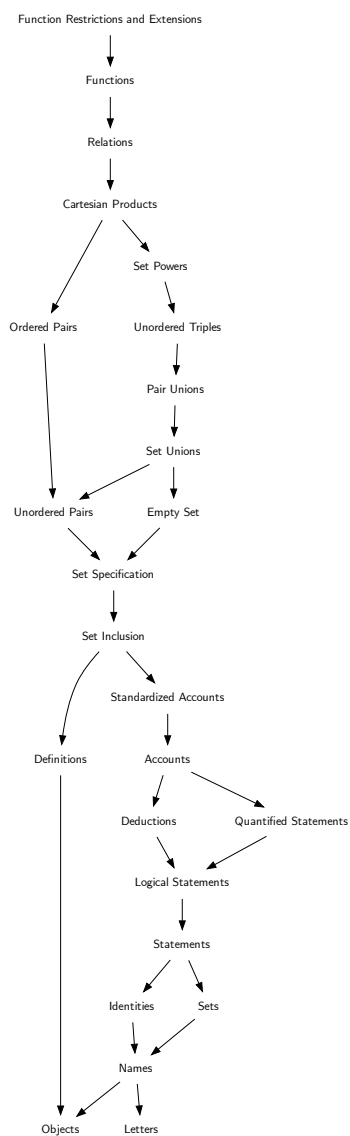 Function Restrictions and Extensions
Functions
Relations
Cartesian Products
Set Powers
Ordered Pairs
Unordered Triples
Pair Unions
Set Unions
Unordered Pairs
Empty Set
Set Specification
Set Inclusion
Standardized Accounts
Definitions
Accounts
Deductions
Quantified Statements
Logical Statements
Statements
Identities
Sets
Names
Objects
Letters